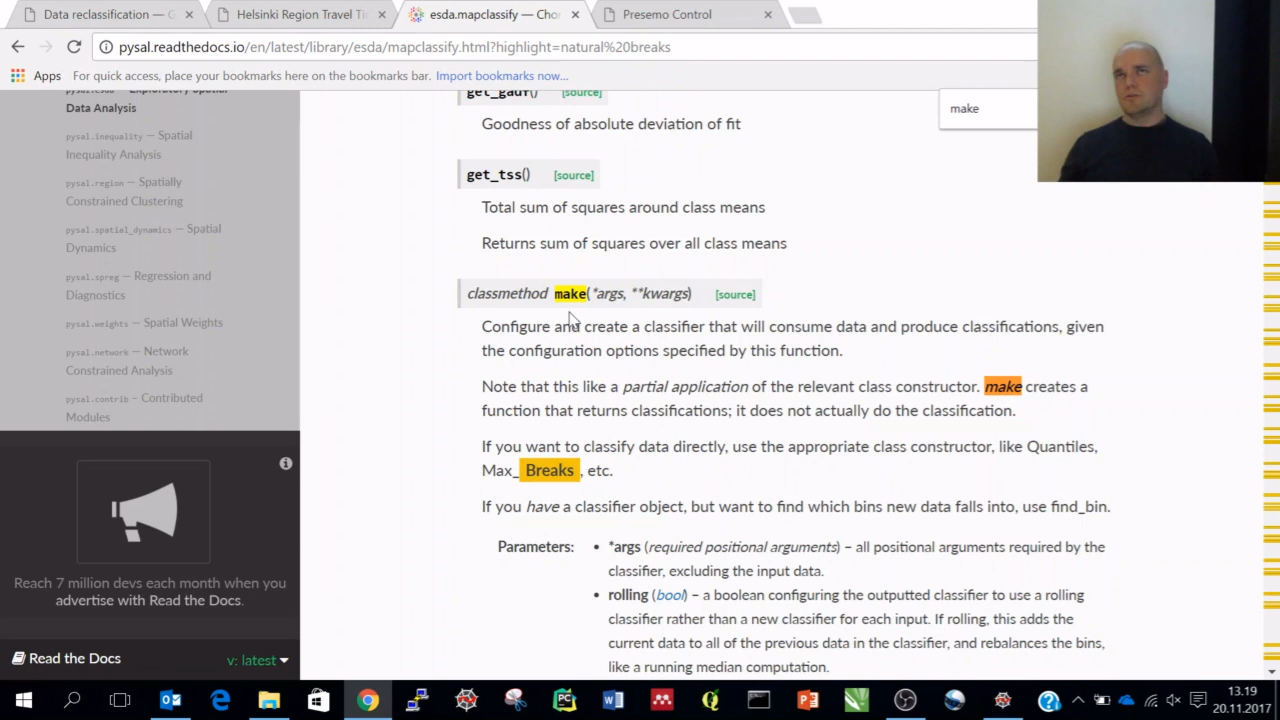 Data reclassification — G
Helsinki Region Travel Ti
esda.mapclassify — Chor
Presemo Control
pysal.readthedocs.io/en/latest/library/esda/mapclassify.html?highlight=natural%20breaks
Apps
For quick access, place your bookmarks here on the bookmarks bar.
Import bookmarks now...
make
pysal.esda — Exploratory Spatial
Data Analysis
pysal.inequality — Spatial
Inequality Analysis
pysal.region — Spatially
Constrained Clustering
pysal.spatial_dynamics — Spatial
Dynamics
pysal.spreg — Regression and
Diagnostics
pysal.weights — Spatial Weights
pysal.network — Network
Constrained Analysis
pysal.contrib — Contributed
Modules
Reach 7 million devs each month when you
advertise with Read the Docs.
Read the Docs
v: latest
get_gadf() [source]
Goodness of absolute deviation of fit
get_tss() [source]
Total sum of squares around class means
Returns sum of squares over all class means
classmethod make(*args, **kwargs) [source]
Configure and create a classifier that will consume data and produce classifications, given
the configuration options specified by this function.
Note that this like a partial application of the relevant class constructor. make creates a
function that returns classifications; it does not actually do the classification.
If you want to classify data directly, use the appropriate class constructor, like Quantiles,
Max_Breaks, etc.
If you have a classifier object, but want to find which bins new data falls into, use find_bin.
Parameters:
• *args (required positional arguments) – all positional arguments required by the
classifier, excluding the input data.
• rolling (bool) – a boolean configuring the outputted classifier to use a rolling
classifier rather than a new classifier for each input. If rolling, this adds the
current data to all of the previous data in the classifier, and rebalances the bins,
like a running median computation.
13.19
20.11.2017